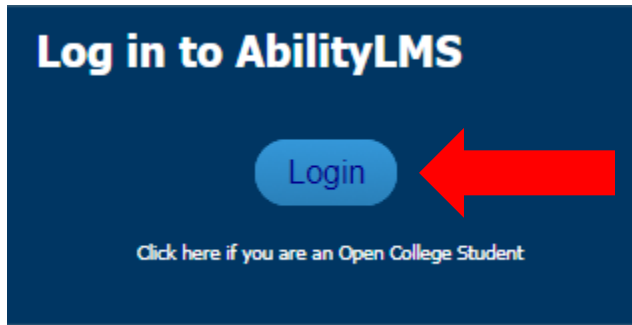 Log in to AbilityLMS
Login
Click here if you are an Open College Student